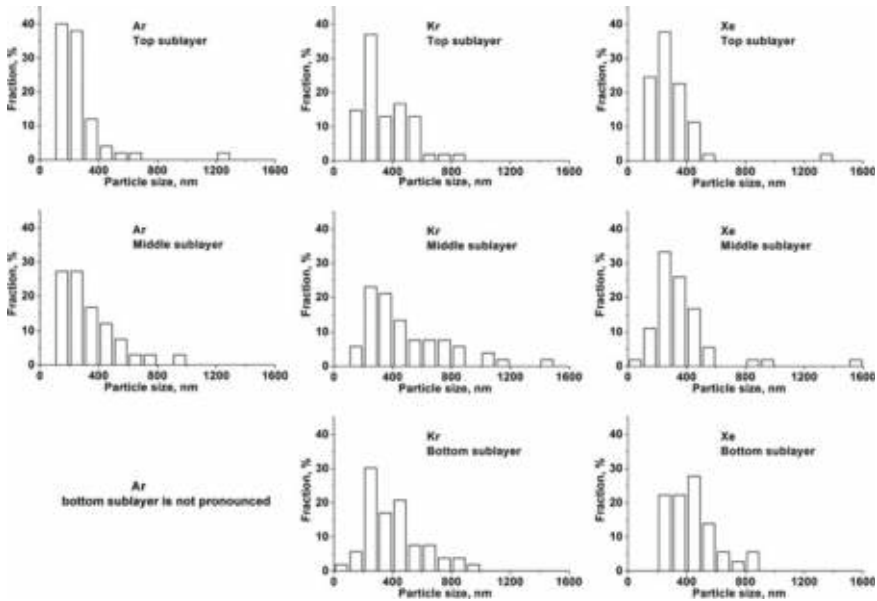 Ar
Top sublayer
Fraction, %
40
30
20
10
0
0 400 800 1200 1600
Particle size, nm
Kr
Top sublayer
Fraction, %
40
30
20
10
0
0 400 800 1200 1600
Particle size, nm
Xe
Top sublayer
Fraction, %
40
30
20
10
0
0 400 800 1200 1600
Particle size, nm
Ar
Middle sublayer
Fraction, %
40
30
20
10
0
0 400 800 1200 1600
Particle size, nm
Kr
Middle sublayer
Fraction, %
40
30
20
10
0
0 400 800 1200 1600
Particle size, nm
Xe
Middle sublayer
Fraction, %
40
30
20
10
0
0 400 800 1200 1600
Particle size, nm
Ar
bottom sublayer is not pronounced
Kr
Bottom sublayer
Fraction, %
40
30
20
10
0
0 400 800 1200 1600
Particle size, nm
Xe
Bottom sublayer
Fraction, %
40
30
20
10
0
0 400 800 1200 1600
Particle size, nm